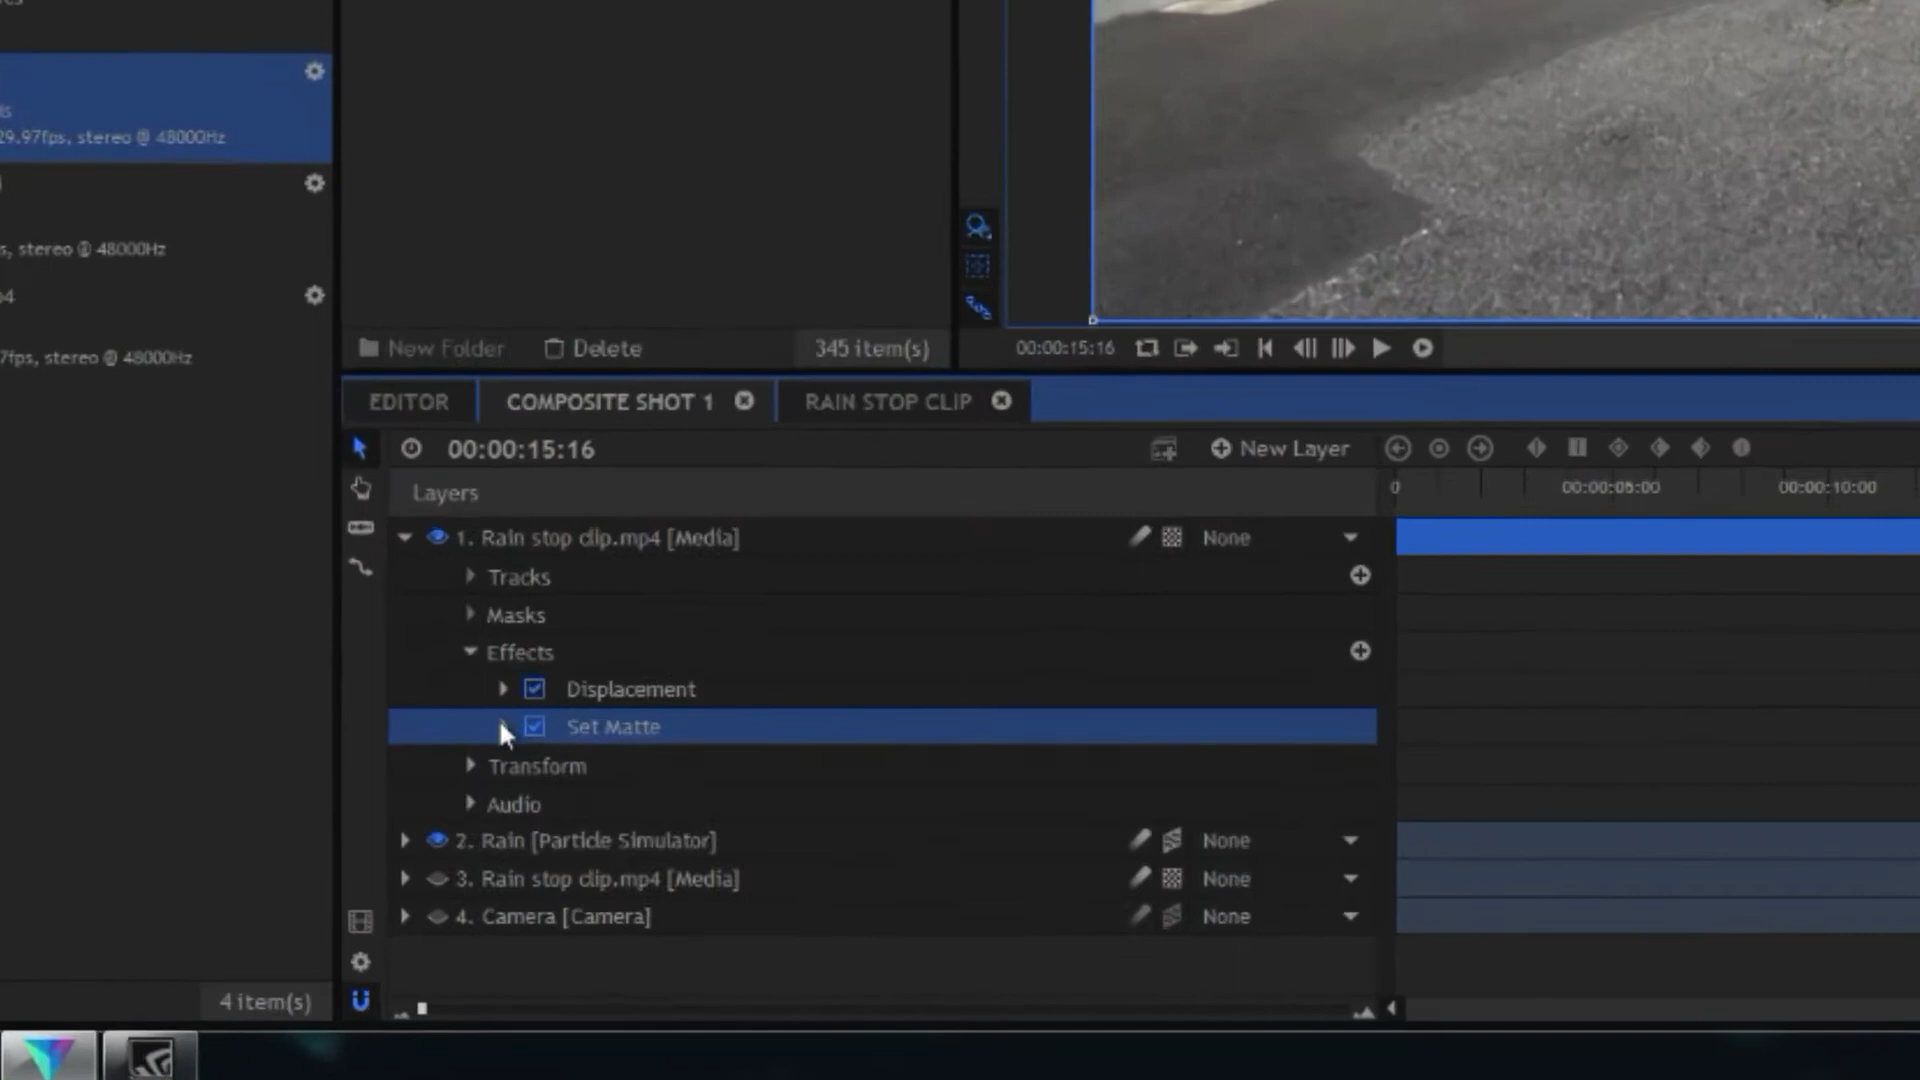 29.97fps, stereo @ 48000Hz
s, stereo @ 48000Hz
p4
7fps, stereo @ 48000Hz
4 item(s)
New Folder Delete 345 item(s)
00:00:15:16
EDITOR COMPOSITE SHOT 1 RAIN STOP CLIP
00:00:15:16 New Layer
Layers 0 00:00:05:00 00:00:10:00
1. Rain stop clip.mp4 [Media] None
Tracks
Masks
Effects
Displacement
Set Matte
Transform
Audio
2. Rain [Particle Simulator] None
3. Rain stop clip.mp4 [Media] None
4. Camera [Camera] None